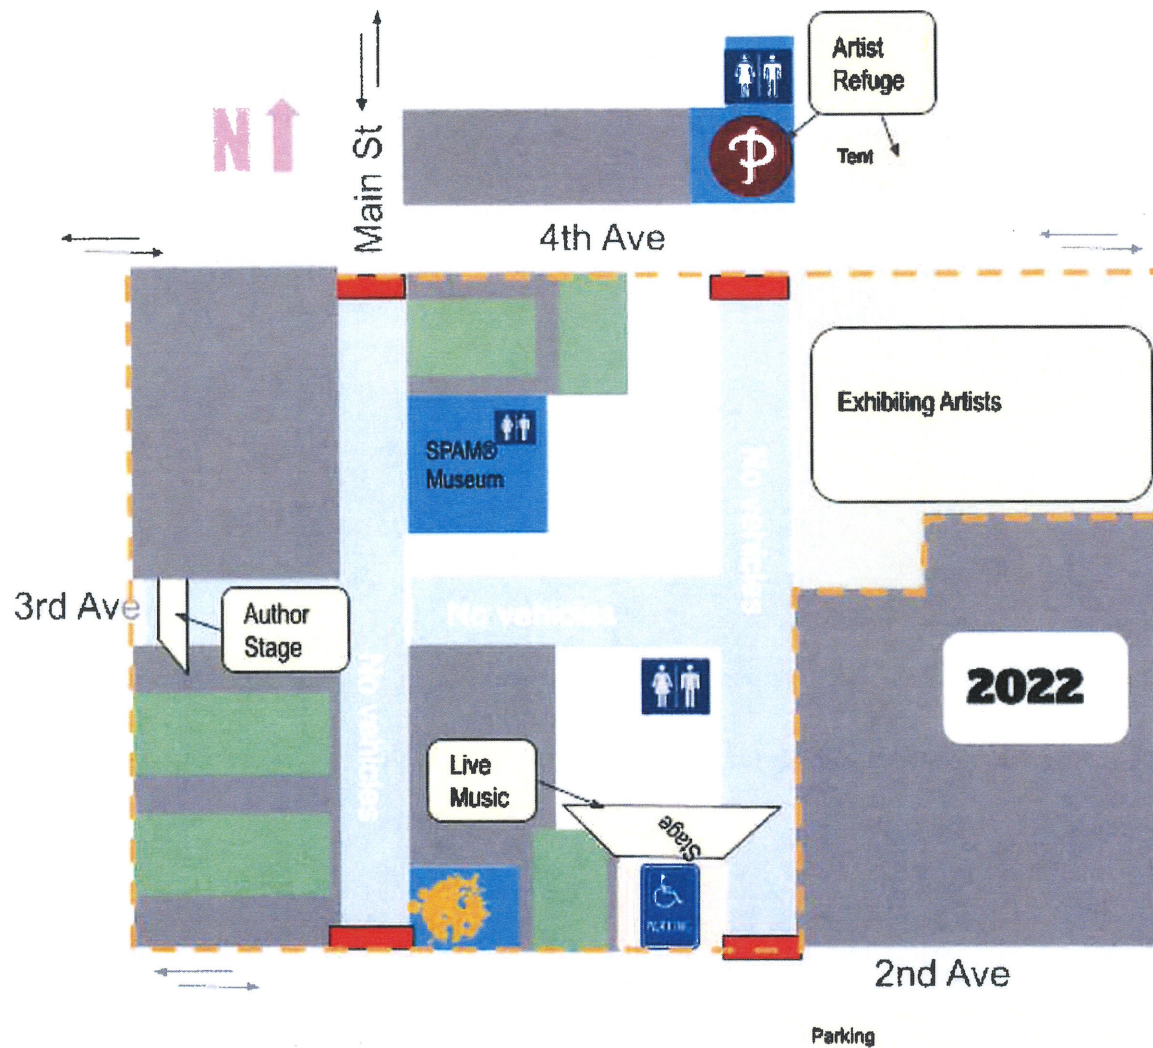 Artist
Refuge
N
Main St
P
Tent
4th Ave
Exhibiting Artists
SPAM®
Museum
No vehicles
3rd Ave
Author
Stage
No vehicles
No vehicles
2022
Live
Music
Stage
2nd Ave
Parking